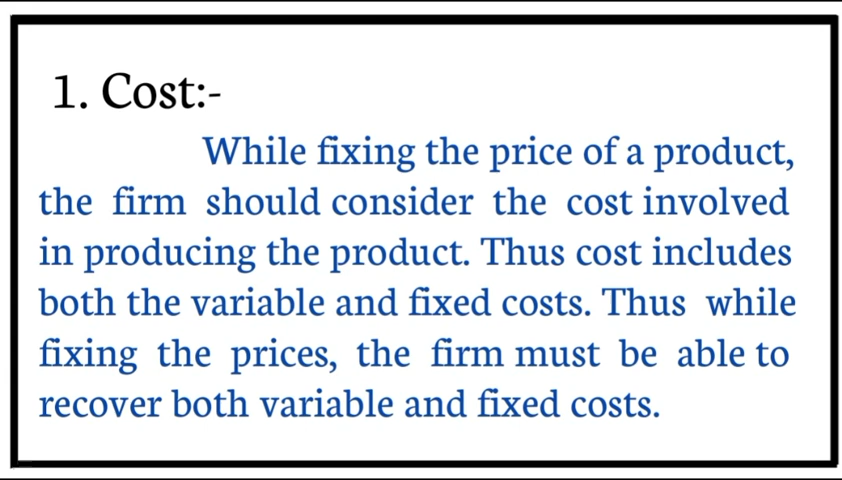 1. Cost:-
While fixing the price of a product,
the firm should consider the cost involved
in producing the product. Thus cost includes
both the variable and fixed costs. Thus while
fixing the prices, the firm must be able to
recover both variable and fixed costs.